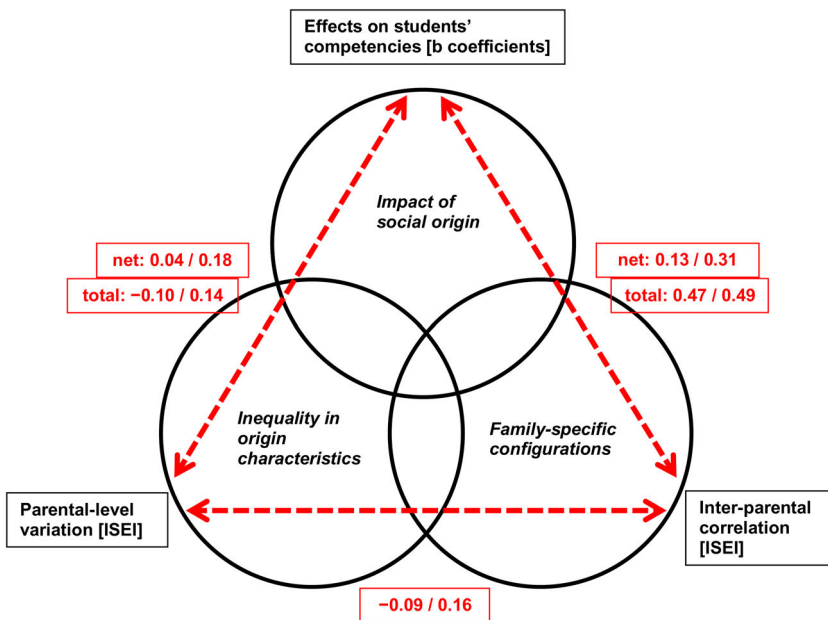 Effects on students'
competencies [b coefficients]
Impact of
social origin
net: 0.04 / 0.18
total: −0.10 / 0.14
net: 0.13 / 0.31
total: 0.47 / 0.49
Inequality in
origin
characteristics
Family-specific
configurations
Parental-level
variation [ISEI]
Inter-parental
correlation
[ISEI]
−0.09 / 0.16